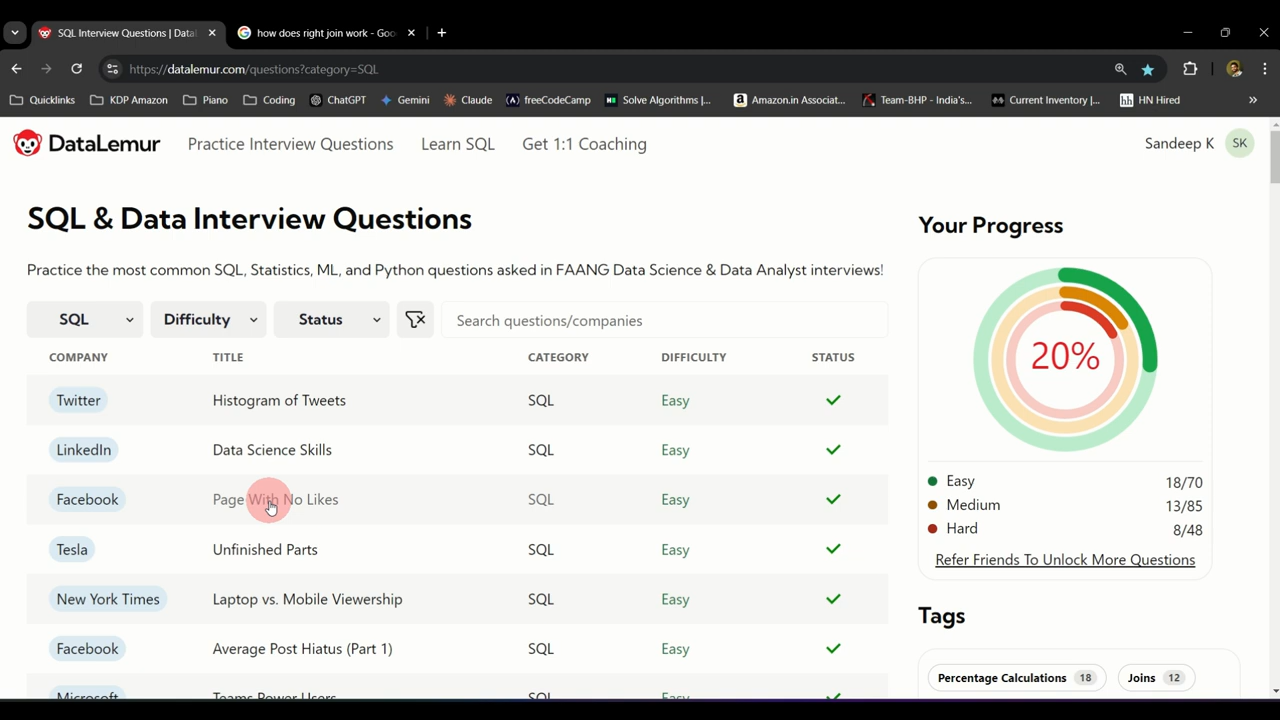 SQL Interview Questions | Data
how does right join work - Goo
https://datalemur.com/questions?category=SQL
Quicklinks KDP Amazon Piano Coding ChatGPT Gemini Claude freeCodeCamp Solve Algorithms |... Amazon.in Associat... Team-BHP - India's... Current Inventory |... HN Hired
DataLemur Practice Interview Questions Learn SQL Get 1:1 Coaching Sandeep K SK
SQL & Data Interview Questions
Practice the most common SQL, Statistics, ML, and Python questions asked in FAANG Data Science & Data Analyst interviews!
SQL Difficulty Status Search questions/companies
COMPANY TITLE CATEGORY DIFFICULTY STATUS
Twitter Histogram of Tweets SQL Easy
LinkedIn Data Science Skills SQL Easy
Facebook Page With No Likes SQL Easy
Tesla Unfinished Parts SQL Easy
New York Times Laptop vs. Mobile Viewership SQL Easy
Facebook Average Post Hiatus (Part 1) SQL Easy
Microsoft Teams Power Users SQL Easy
Your Progress
20%
Easy 18/70
Medium 13/85
Hard 8/48
Refer Friends To Unlock More Questions
Tags
Percentage Calculations 18 Joins 12